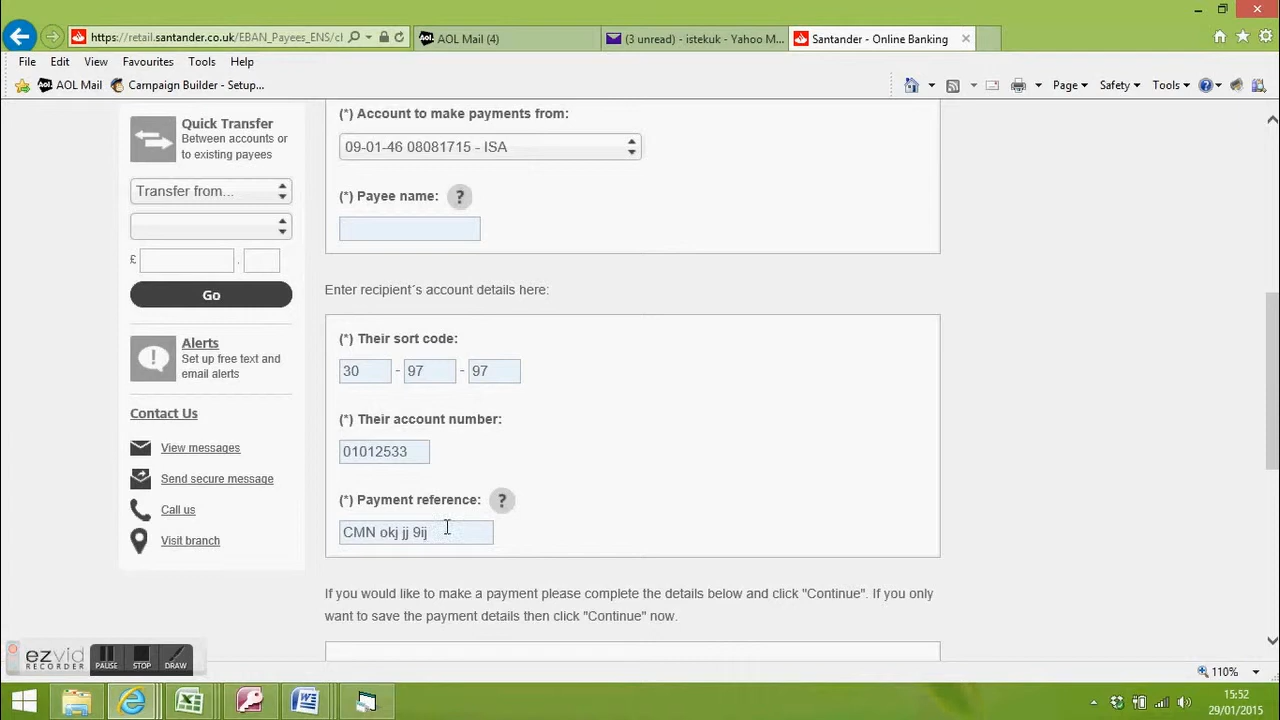 https://retail.santander.co.uk/EBAN_Payees_ENS/cl
AOL Mail (4)
(3 unread) - istekuk - Yahoo M...
Santander - Online Banking
File Edit View Favourites Tools Help
AOL Mail
Campaign Builder - Setup...
Page
Safety
Tools
Quick Transfer
Between accounts or
to existing payees
Transfer from...
£ .
Go
Alerts
Set up free text and
email alerts
Contact Us
View messages
Send secure message
Call us
Visit branch
(*) Account to make payments from:
09-01-46 08081715 - ISA
(*) Payee name: ?
Enter recipient´s account details here:
(*) Their sort code:
30 - 97 - 97
(*) Their account number:
01012533
(*) Payment reference: ?
CMN okj jj 9ij
If you would like to make a payment please complete the details below and click "Continue". If you only
want to save the payment details then click "Continue" now.
ezvid
RECORDER
PAUSE STOP DRAW
110%
15:52
29/01/2015